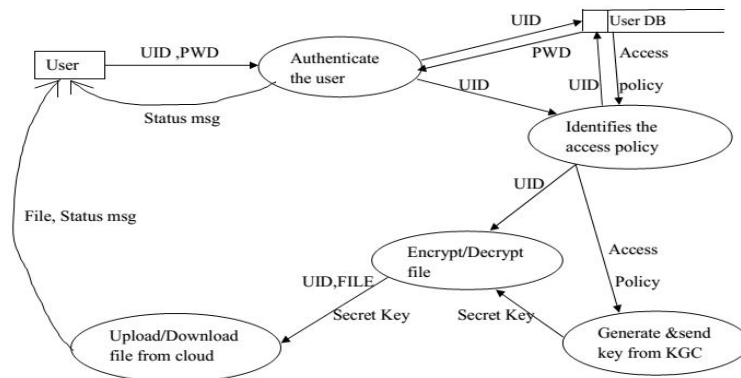 UID
User DB
User
UID ,PWD
Authenticate
the user
PWD
Access
policy
UID
UID
Status msg
Identifies the
access policy
UID
File, Status msg
Encrypt/Decrypt
file
Access
Policy
UID,FILE
Secret Key
Secret Key
Upload/Download
file from cloud
Generate &send
key from KGC